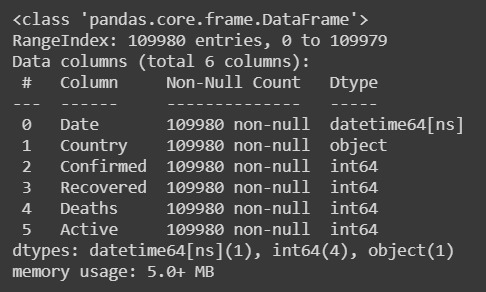 <class 'pandas.core.frame.DataFrame'>
RangeIndex: 109980 entries, 0 to 109979
Data columns (total 6 columns):
 #   Column     Non-Null Count   Dtype
---  ------     --------------   -----
 0   Date       109980 non-null  datetime64[ns]
 1   Country    109980 non-null  object
 2   Confirmed  109980 non-null  int64
 3   Recovered  109980 non-null  int64
 4   Deaths     109980 non-null  int64
 5   Active     109980 non-null  int64
dtypes: datetime64[ns](1), int64(4), object(1)
memory usage: 5.0+ MB